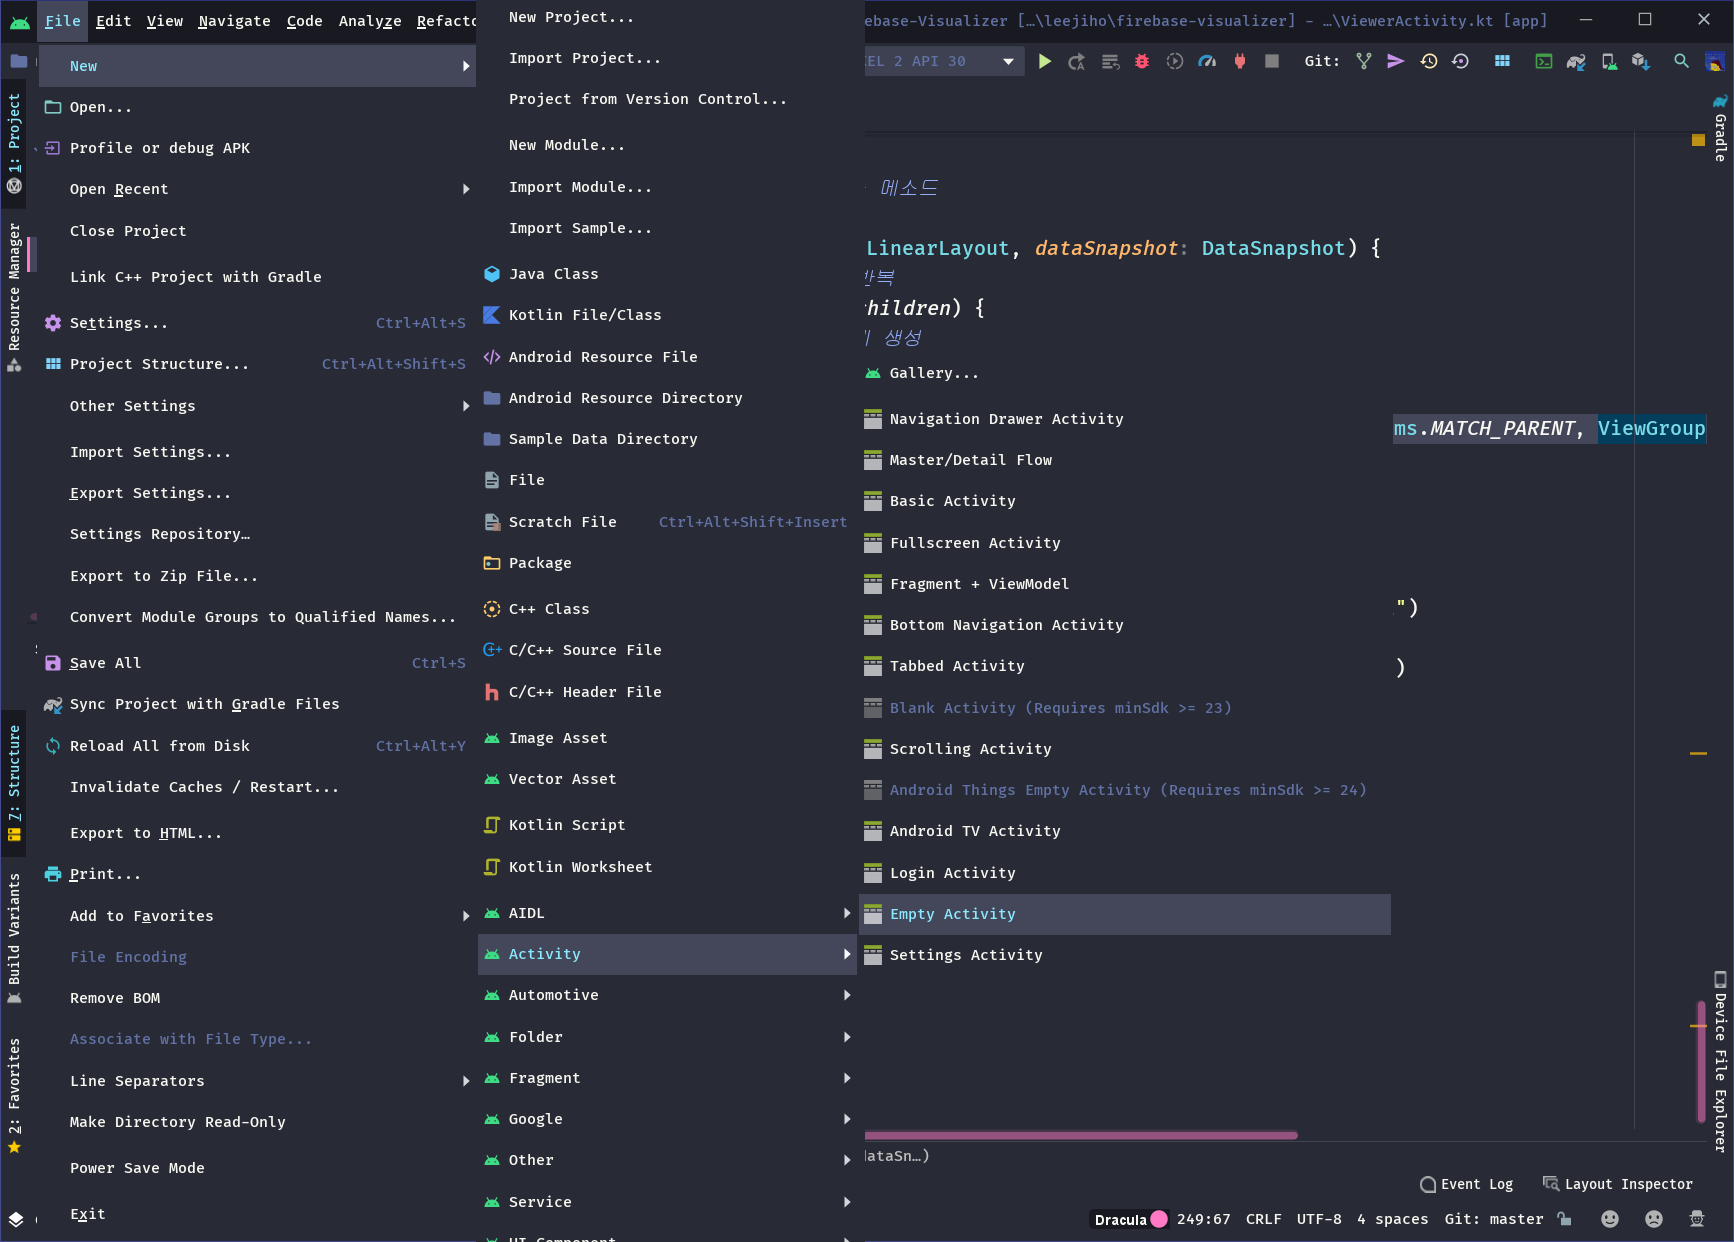 File Edit View Navigate Code Analyze
ebase-Visualizer […\leejiho\firebase-visualizer] - …\ViewerActivity.kt [app]
New
Open...
Profile or debug APK
Open Recent
Close Project
Link C++ Project with Gradle
Settings... Ctrl+Alt+S
Project Structure... Ctrl+Alt+Shift+S
Other Settings
Import Settings...
Export Settings...
Settings Repository…
Export to Zip File...
Convert Module Groups to Qualified Names...
Save All Ctrl+S
Sync Project with Gradle Files
Reload All from Disk Ctrl+Alt+Y
Invalidate Caches / Restart...
Export to HTML...
Print...
Add to Favorites
File Encoding
Remove BOM
Associate with File Type...
Line Separators
Make Directory Read-Only
Power Save Mode
Exit
New Project...
Import Project...
Project from Version Control...
New Module...
Import Module...
Import Sample...
Java Class
Kotlin File/Class
Android Resource File
Android Resource Directory
Sample Data Directory
File
Scratch File Ctrl+Alt+Shift+Insert
Package
C++ Class
C/C++ Source File
C/C++ Header File
Image Asset
Vector Asset
Kotlin Script
Kotlin Worksheet
AIDL
Activity
Automotive
Folder
Fragment
Google
Other
Service
UI Component
Gallery...
Navigation Drawer Activity
Master/Detail Flow
Basic Activity
Fullscreen Activity
Fragment + ViewModel
Bottom Navigation Activity
Tabbed Activity
Blank Activity (Requires minSdk >= 23)
Scrolling Activity
Android Things Empty Activity (Requires minSdk >= 24)
Android TV Activity
Login Activity
Empty Activity
Settings Activity
EL 2 API 30
Git:
메소드
LinearLayout, dataSnapshot: DataSnapshot) {
hildren) {
생성
ms.MATCH_PARENT, ViewGroup
")
)
dataSn…)
1: Project
Resource Manager
7: Structure
Build Variants
2: Favorites
Gradle
Device File Explorer
Event Log Layout Inspector
Dracula 249:67 CRLF UTF-8 4 spaces Git: master